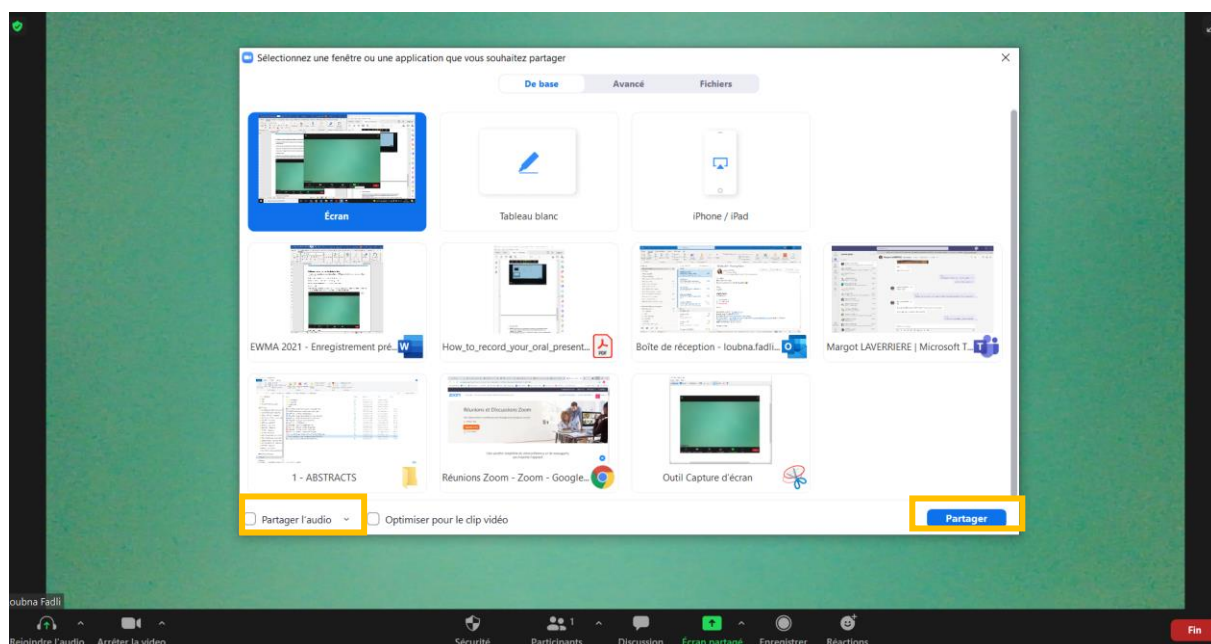 Sélectionnez une fenêtre ou une application que vous souhaitez partager
De base Avancé Fichiers
Écran Tableau blanc iPhone / iPad
EWMA 2021 - Enregistrement pré... How_to_record_your_oral_present... Boîte de réception - loubna.fadli... Margot LAVERRIERE | Microsoft T...
1 - ABSTRACTS Réunions Zoom - Zoom - Google... Outil Capture d'écran
Partager l'audio Optimiser pour le clip vidéo Partager
oubna Fadli
Rejoindre l'audio Arrêter la video Sécurité Participants 1 Discussion Écran partagé Enregistrer Réactions Fin